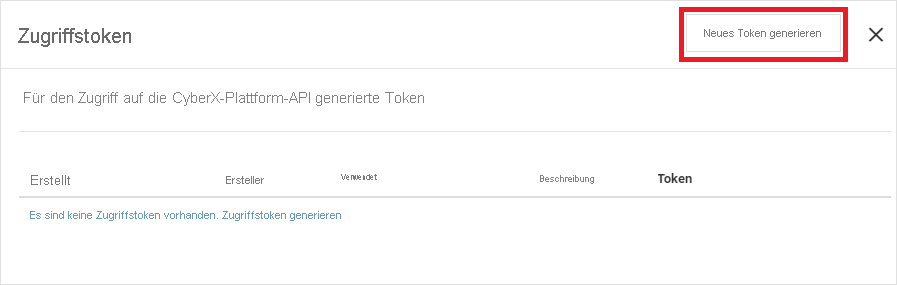 Zugriffstoken
Neues Token generieren
Für den Zugriff auf die CyberX-Plattform-API generierte Token
Erstellt Ersteller Verwendet Beschreibung Token
Es sind keine Zugriffstoken vorhanden. Zugriffstoken generieren